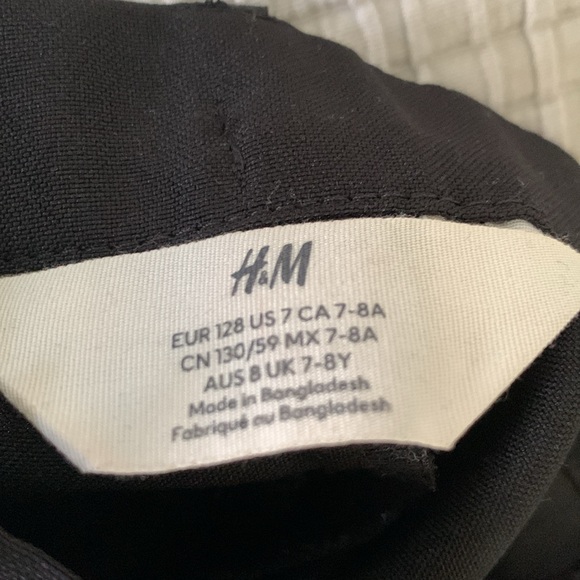 H&M
EUR 128 US 7 CA 7-8A
CN 130/59 MX 7-8A
AUS 8 UK 7-8Y
Made in Bangladesh
Fabriqué au Bangladesh